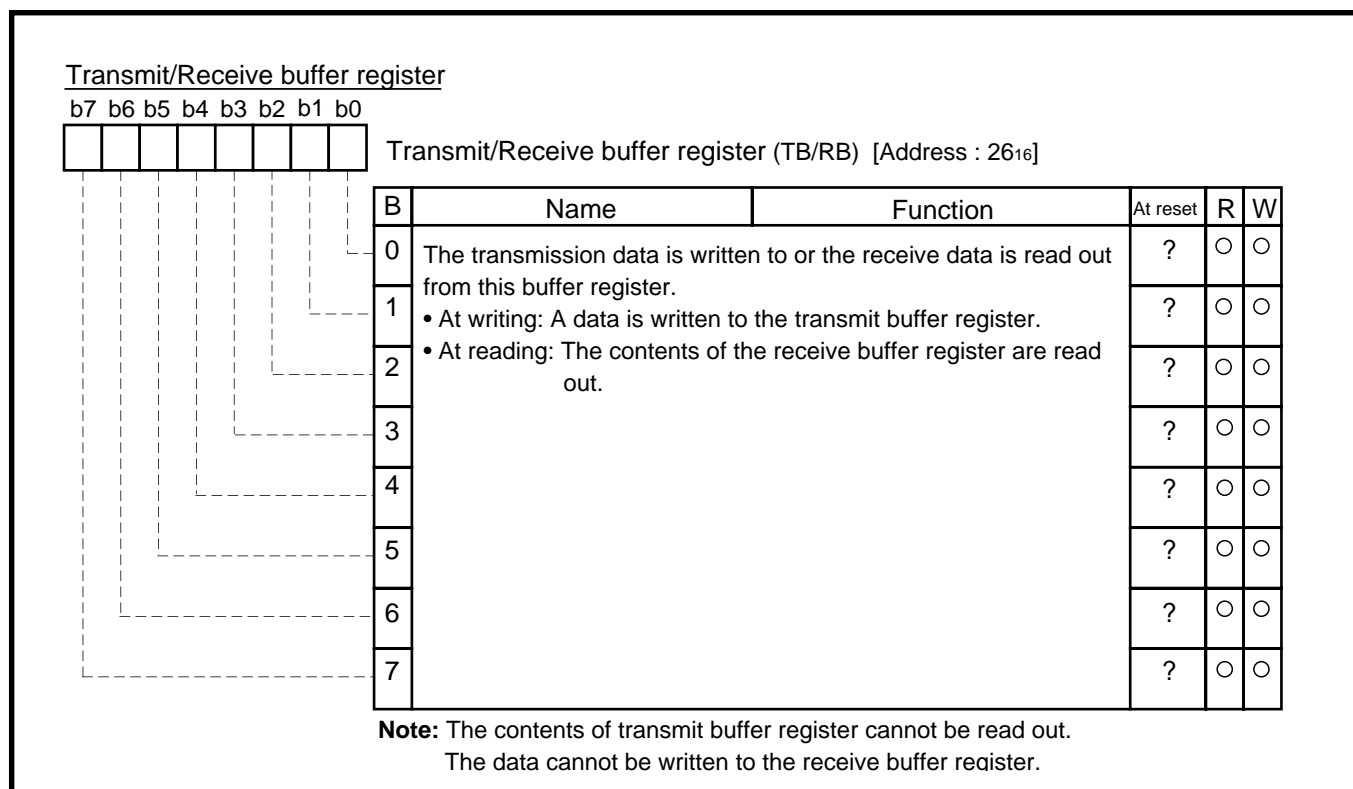 Transmit/Receive buffer register
b7 b6 b5 b4 b3 b2 b1 b0
Transmit/Receive buffer register (TB/RB) [Address : 26₁₆]
B Name Function At reset R W
0 The transmission data is written to or the receive data is read out ? ○ ○
from this buffer register.
1 • At writing: A data is written to the transmit buffer register. ? ○ ○
• At reading: The contents of the receive buffer register are read
2 out. ? ○ ○
3 ? ○ ○
4 ? ○ ○
5 ? ○ ○
6 ? ○ ○
7 ? ○ ○
Note: The contents of transmit buffer register cannot be read out.
The data cannot be written to the receive buffer register.